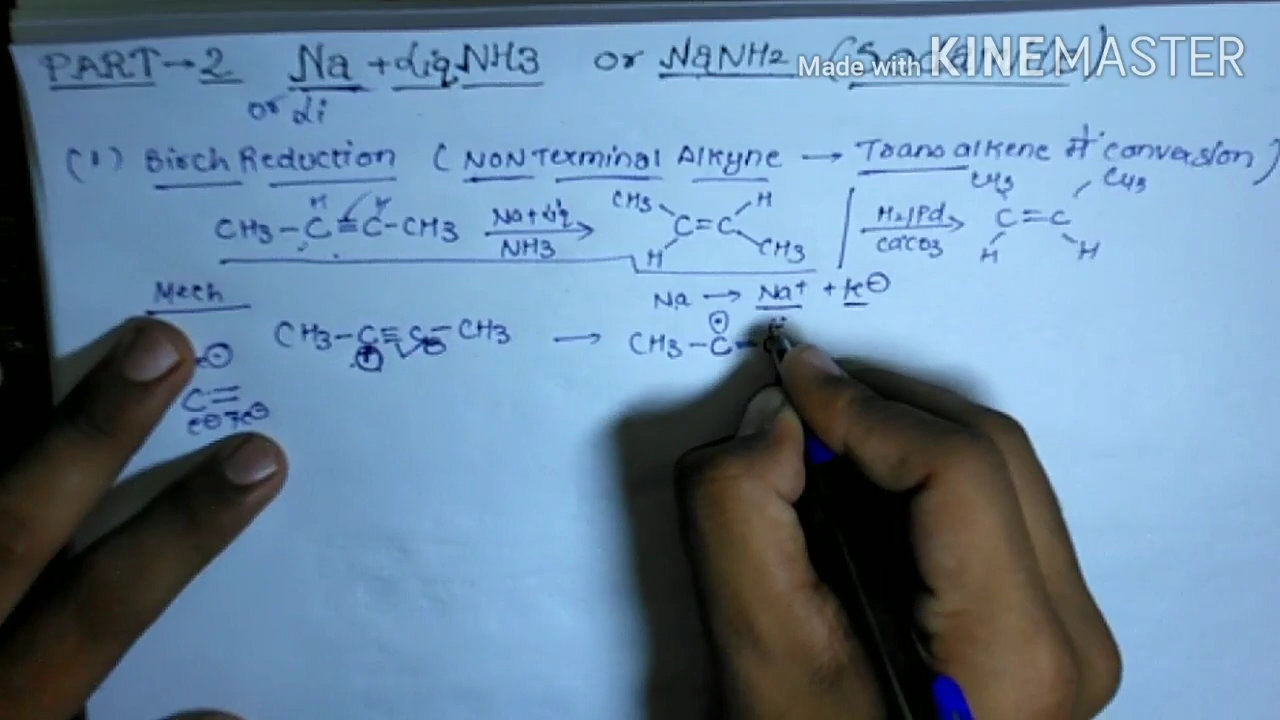 PART → 2 Na + liq NH3 or NaNH2 (
Made with KINEMASTER
or Li
(1) Birch Reduction (NON Terminal Alkyne → Trans alkene conversion)
CH3 - C ≡ C - CH3 Na + liq NH3 → CH3 H C = C H CH3 H2/Pd CaCO3 → CH3 CH3 C = C H H
Mech
Na → Na+ + e⊖
CH3 - C ≡ C - CH3 → CH3 - C -
C =
e⊖ e⊖